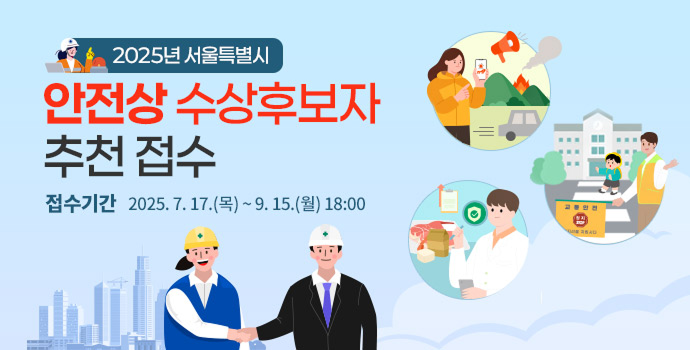 2025년 서울특별시
안전상 수상후보자
추천 접수
접수기간 2025. 7. 17.(목) ~ 9. 15.(월) 18:00
교통안전
정지